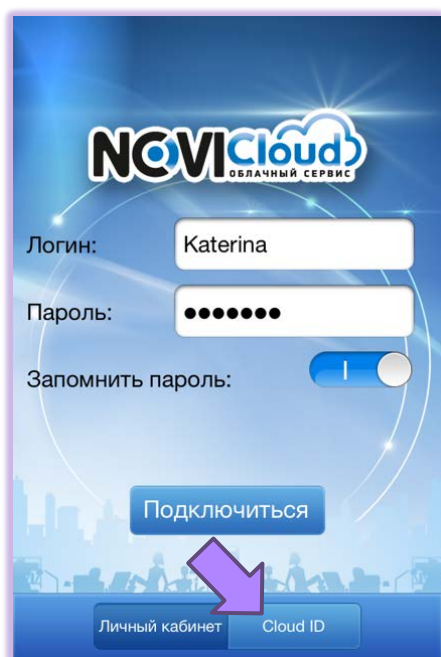 NOVICloud
ОБЛАЧНЫЙ СЕРВИС
Логин: Katerina
Пароль: ●●●●●●●
Запомнить пароль:
Подключиться
Личный кабинет Cloud ID